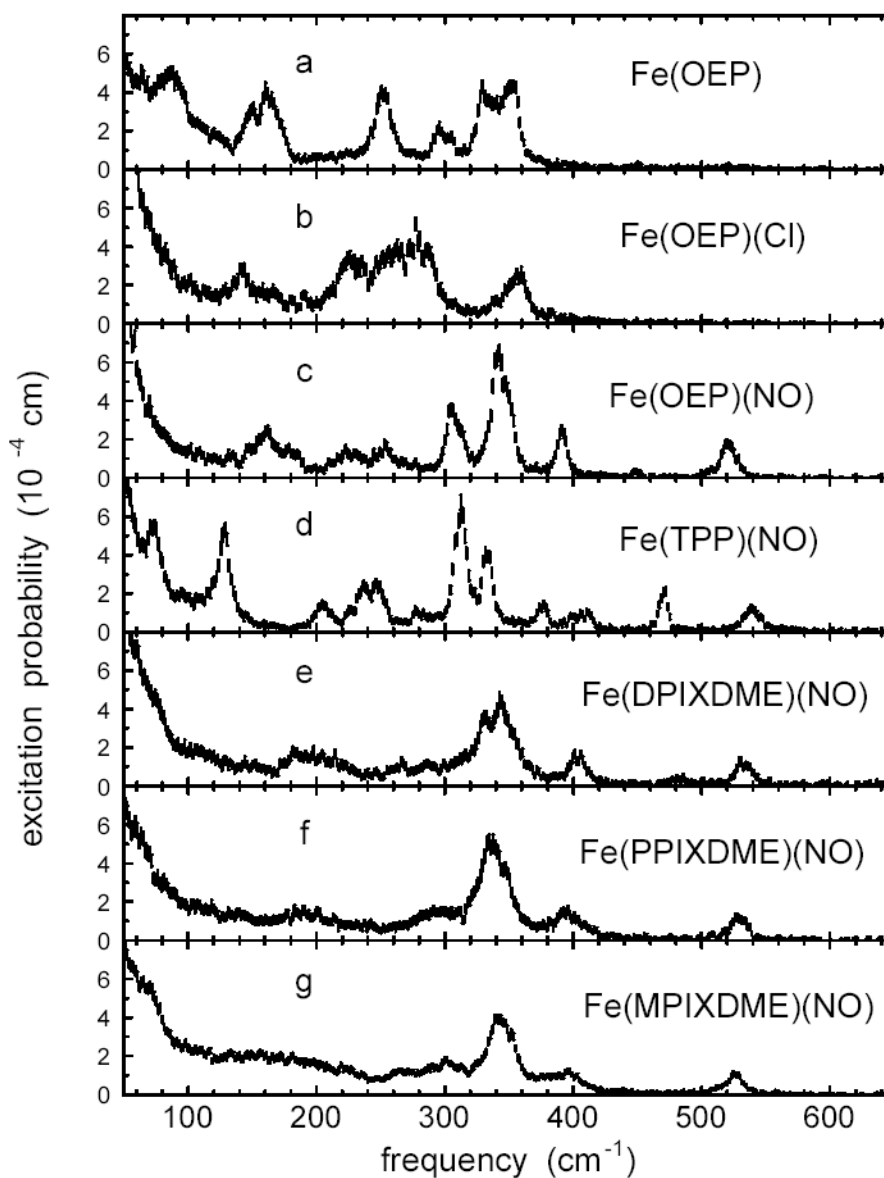 excitation probability (10 ⁻⁴ cm)
6
4
2
0
a
Fe(OEP)
6
4
2
0
b
Fe(OEP)(Cl)
6
4
2
0
c
Fe(OEP)(NO)
6
4
2
0
d
Fe(TPP)(NO)
6
4
2
0
e
Fe(DPIXDME)(NO)
6
4
2
0
f
Fe(PPIXDME)(NO)
6
4
2
0
g
Fe(MPIXDME)(NO)
100 200 300 400 500 600
frequency (cm⁻¹)